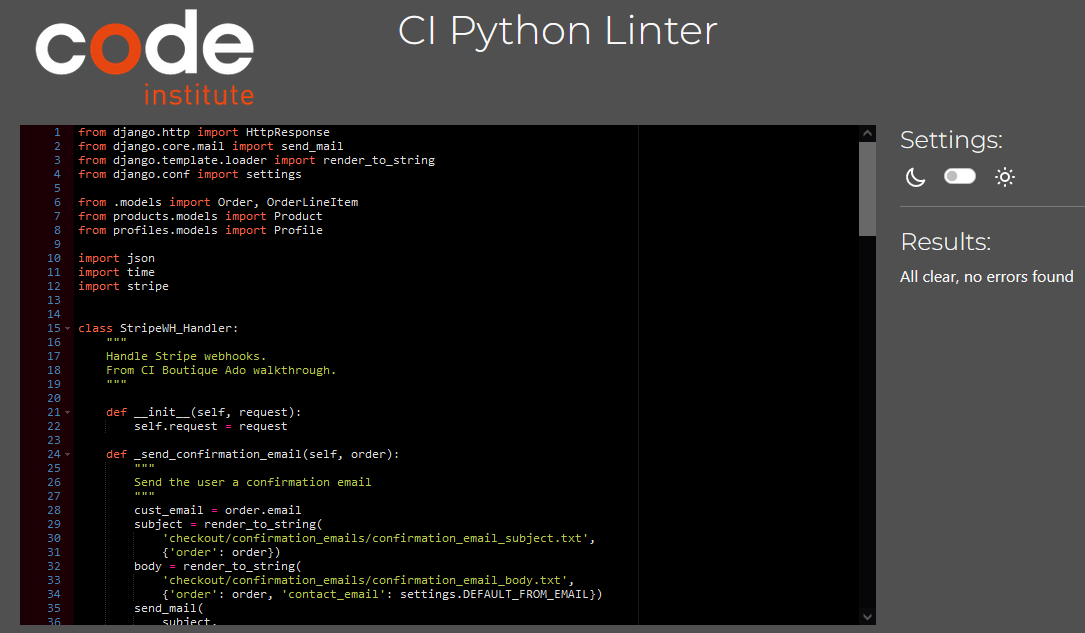 code
institute
CI Python Linter
1 from django.http import HttpResponse
2 from django.core.mail import send_mail
3 from django.template.loader import render_to_string
4 from django.conf import settings
5
6 from .models import Order, OrderLineItem
7 from products.models import Product
8 from profiles.models import Profile
9
10 import json
11 import time
12 import stripe
13
14
15 class StripeWH_Handler:
16     """
17     Handle Stripe webhooks.
18     From CI Boutique Ado walkthrough.
19     """
20
21     def __init__(self, request):
22         self.request = request
23
24     def _send_confirmation_email(self, order):
25         """
26         Send the user a confirmation email
27         """
28         cust_email = order.email
29         subject = render_to_string(
30             'checkout/confirmation_emails/confirmation_email_subject.txt',
31             {'order': order})
32         body = render_to_string(
33             'checkout/confirmation_emails/confirmation_email_body.txt',
34             {'order': order, 'contact_email': settings.DEFAULT_FROM_EMAIL})
35         send_mail(
36             subject,
Settings:
Results:
All clear, no errors found